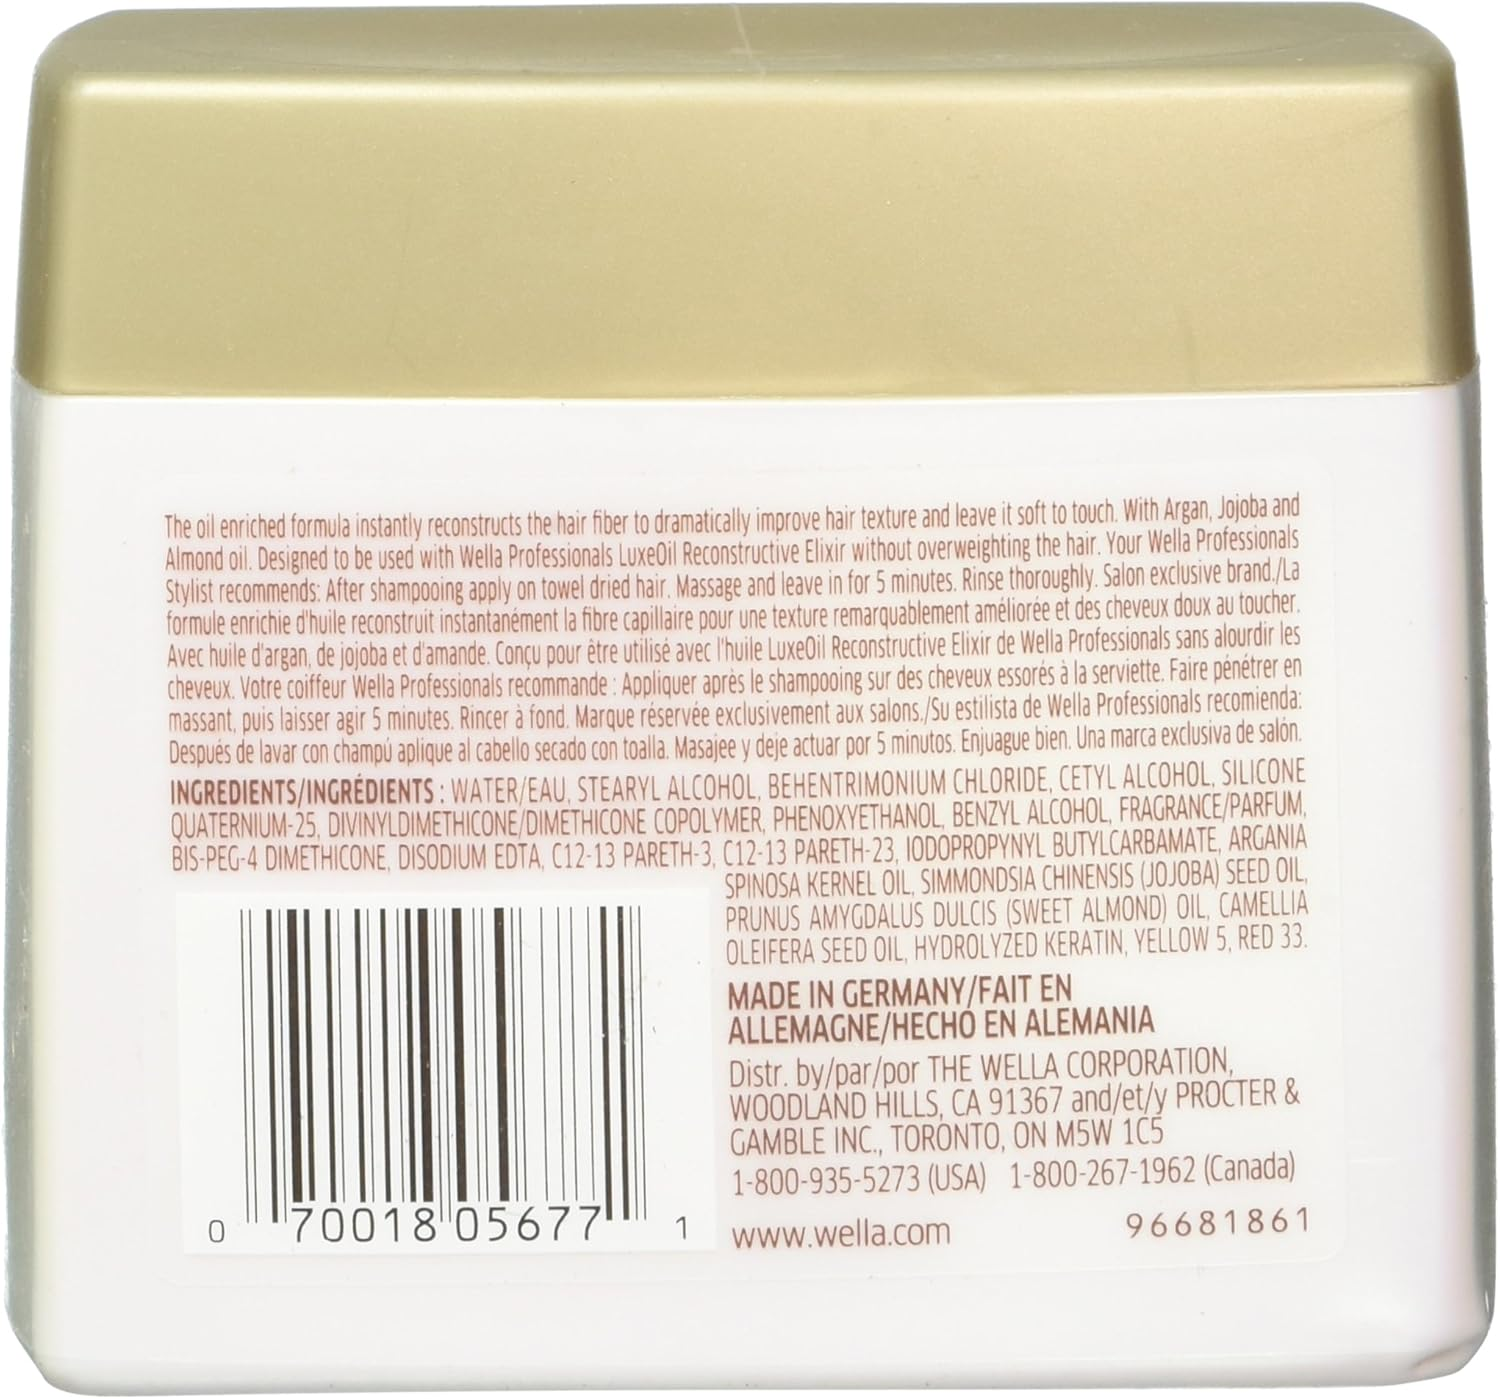 The oil enriched formula instantly reconstructs the hair fiber to dramatically improve hair texture and leave it soft to touch. With Argan, Jojoba and
Almond oil. Designed to be used with Wella Professionals LuxeOil Reconstructive Elixir without overweighting the hair. Your Wella Professionals
Stylist recommends: After shampooing apply on towel dried hair. Massage and leave in for 5 minutes. Rinse thoroughly. Salon exclusive brand./La
formule enrichie d'huile reconstruit instantanément la fibre capillaire pour une texture remarquablement améliorée et des cheveux doux au toucher.
Avec huile d'argan, de jojoba et d'amande. Conçu pour être utilisé avec l'huile LuxeOil Reconstructive Elixir de Wella Professionals sans alourdir les
cheveux. Votre coiffeur Wella Professionals recommande : Appliquer après le shampooing sur des cheveux essorés à la serviette. Faire pénétrer en
massant, puis laisser agir 5 minutes. Rincer à fond. Marque réservée exclusivement aux salons./Su estilista de Wella Professionals recomienda:
Después de lavar con champú aplique al cabello secado con toalla. Masajee y deje actuar por 5 minutos. Enjuague bien. Una marca exclusiva de salón.
INGREDIENTS/INGRÉDIENTS : WATER/EAU, STEARYL ALCOHOL, BEHENTRIMONIUM CHLORIDE, CETYL ALCOHOL, SILICONE
QUATERNIUM-25, DIVINYLDIMETHICONE/DIMETHICONE COPOLYMER, PHENOXYETHANOL, BENZYL ALCOHOL, FRAGRANCE/PARFUM,
BIS-PEG-4 DIMETHICONE, DISODIUM EDTA, C12-13 PARETH-3, C12-13 PARETH-23, IODOPROPYNYL BUTYLCARBAMATE, ARGANIA
SPINOSA KERNEL OIL, SIMMONDSIA CHINENSIS (JOJOBA) SEED OIL,
PRUNUS AMYGDALUS DULCIS (SWEET ALMOND) OIL, CAMELLIA
OLEIFERA SEED OIL, HYDROLYZED KERATIN, YELLOW 5, RED 33.
MADE IN GERMANY/FAIT EN
ALLEMAGNE/HECHO EN ALEMANIA
Distr. by/par/por THE WELLA CORPORATION,
WOODLAND HILLS, CA 91367 and/et/y PROCTER &
GAMBLE INC., TORONTO, ON M5W 1C5
1-800-935-5273 (USA) 1-800-267-1962 (Canada)
www.wella.com 96681861
0 70018 05677 1